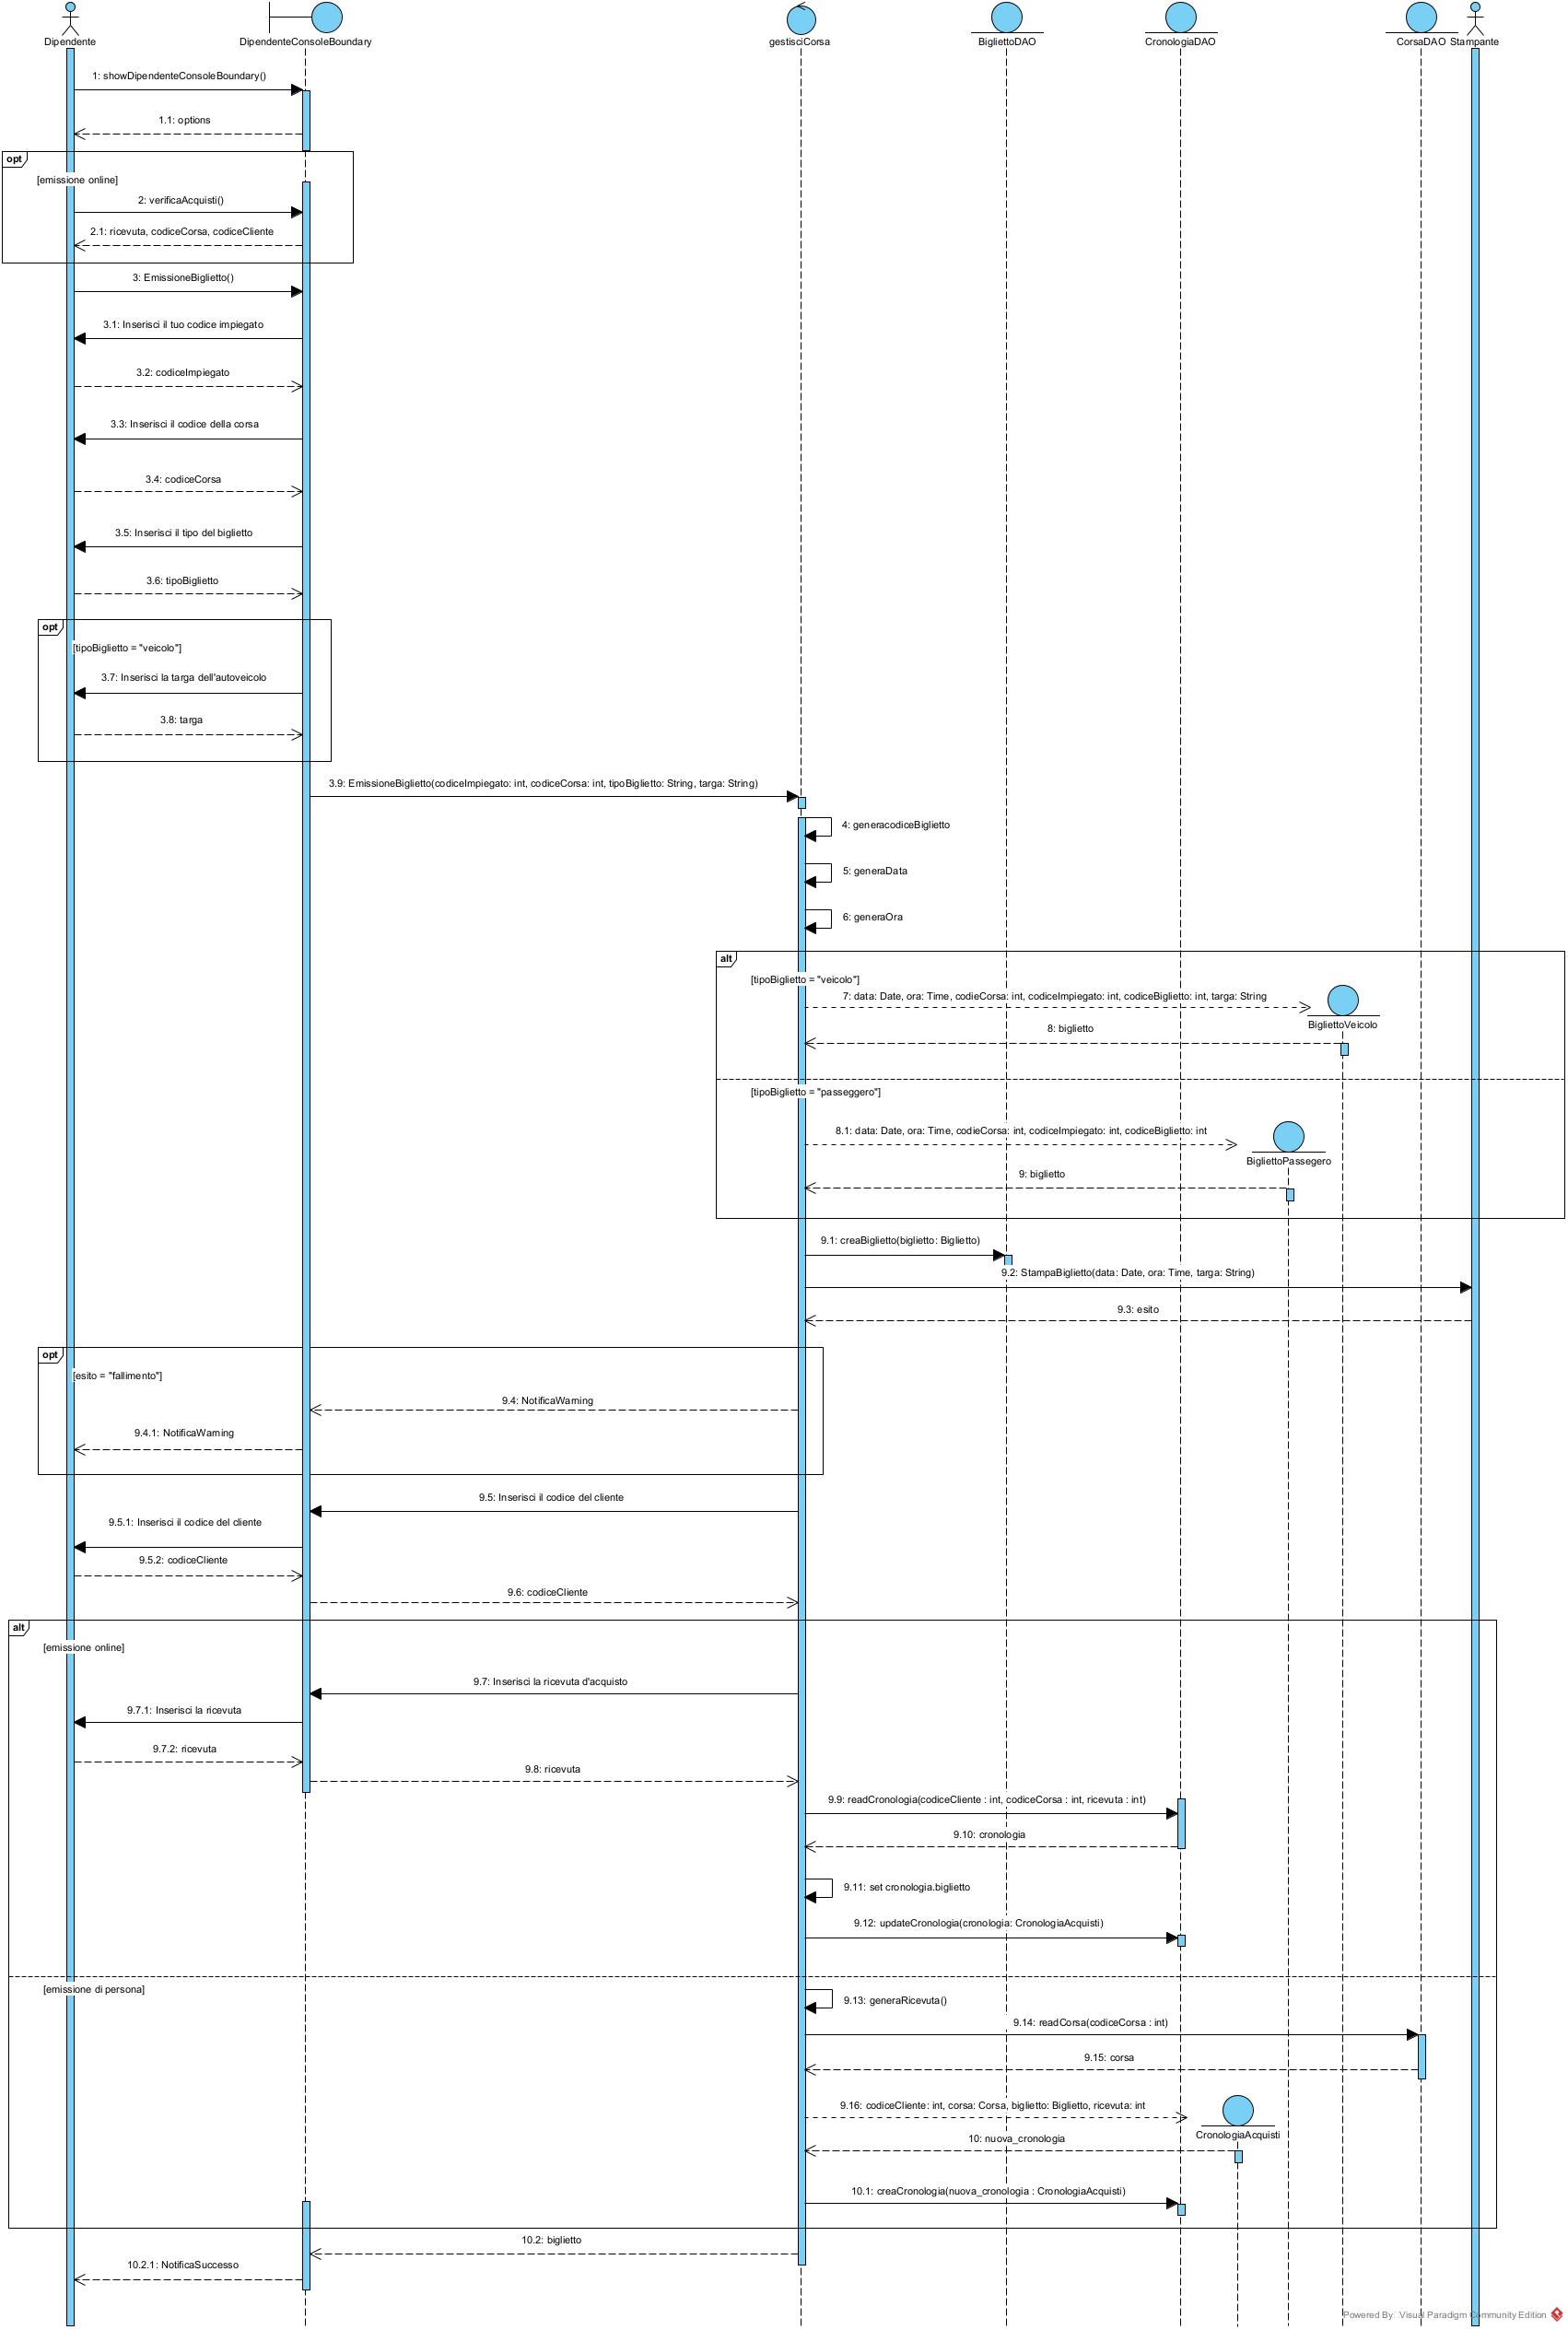 Dipendente
DipendenteConsoleBoundary
gestisciCorsa
BigliettoDAO
CronologiaDAO
CorsaDAO
Stampante
1: showDipendenteConsoleBoundary()
1.1: options
opt
[emissione online]
2: verificaAcquisti()
2.1: ricevuta, codiceCorsa, codiceCliente
3: EmissioneBiglietto()
3.1: Inserisci il tuo codice impiegato
3.2: codiceImpiegato
3.3: Inserisci il codice della corsa
3.4: codiceCorsa
3.5: Inserisci il tipo del biglietto
3.6: tipoBiglietto
opt
[tipoBiglietto = "veicolo"]
3.7: Inserisci la targa dell'autoveicolo
3.8: targa
3.9: EmissioneBiglietto(codiceImpiegato: int, codiceCorsa: int, tipoBiglietto: String, targa: String)
4: generacodiceBiglietto
5: generaData
6: generaOra
alt
[tipoBiglietto = "veicolo"]
7: data: Date, ora: Time, codieCorsa: int, codiceImpiegato: int, codiceBiglietto: int, targa: String
BigliettoVeicolo
8: biglietto
[tipoBiglietto = "passeggero"]
8.1: data: Date, ora: Time, codieCorsa: int, codiceImpiegato: int, codiceBiglietto: int
BigliettoPassegero
9: biglietto
9.1: creaBiglietto(biglietto: Biglietto)
9.2: StampaBiglietto(data: Date, ora: Time, targa: String)
9.3: esito
opt
[esito = "fallimento"]
9.4: NotificaWarning
9.4.1: NotificaWarning
9.5: Inserisci il codice del cliente
9.5.1: Inserisci il codice del cliente
9.5.2: codiceCliente
9.6: codiceCliente
alt
[emissione online]
9.7: Inserisci la ricevuta d'acquisto
9.7.1: Inserisci la ricevuta
9.7.2: ricevuta
9.8: ricevuta
9.9: readCronologia(codiceCliente : int, codiceCorsa : int, ricevuta : int)
9.10: cronologia
9.11: set cronologia.biglietto
9.12: updateCronologia(cronologia: CronologiaAcquisti)
[emissione di persona]
9.13: generaRicevuta()
9.14: readCorsa(codiceCorsa : int)
9.15: corsa
9.16: codiceCliente: int, corsa: Corsa, biglietto: Biglietto, ricevuta: int
CronologiaAcquisti
10: nuova_cronologia
10.1: creaCronologia(nuova_cronologia : CronologiaAcquisti)
10.2: biglietto
10.2.1: NotificaSuccesso
Powered By: Visual Paradigm Community Edition